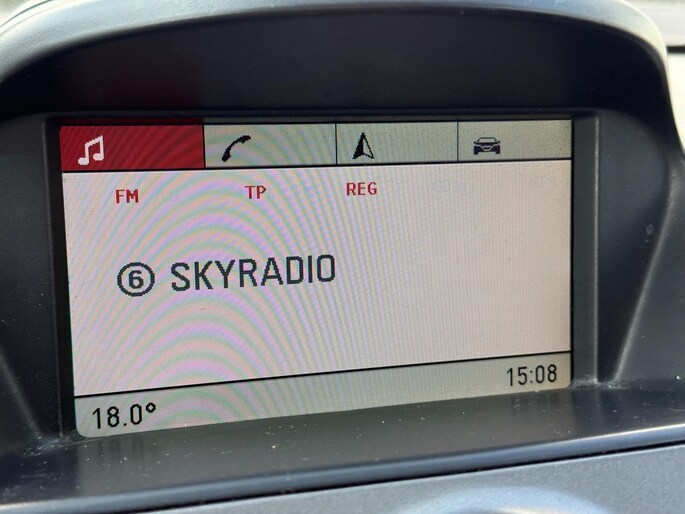 FM TP REG
6 SKYRADIO
15:08
18.0°